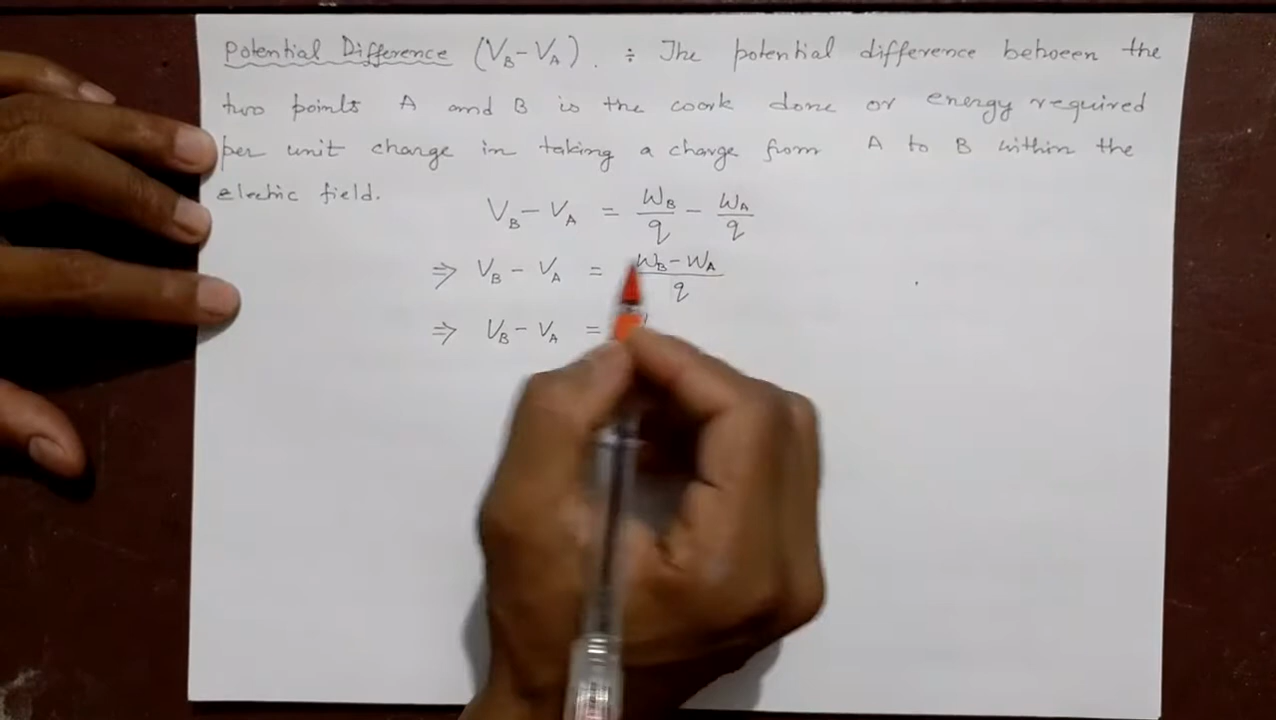 Potential Difference (V_B - V_A). ÷ The potential difference between the
two points A and B is the work done or energy required
per unit charge in taking a charge from A to B within the
electric field.
V_B - V_A = W_B/q - W_A/q
⇒ V_B - V_A = W_B - W_A/q
⇒ V_B - V_A =